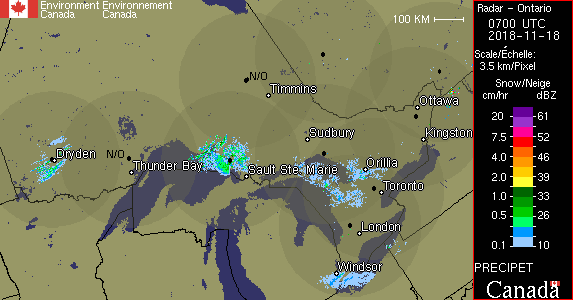 Environment Environnement
Canada Canada
100 KM
N/O
Timmins
Ottawa
Sudbury
Kingston
Dryden
N/O
Thunder Bay
Sault Ste. Marie
Orillia
Toronto
London
Windsor
Radar - Ontario
0700 UTC
2018-11-18
Scale/Échelle:
3.5 km/Pixel
Snow/Neige
cm/hr dBZ
20 61
7.5 52
4.0 46
2.0 39
1.0 33
0.5 26
0.1 10
PRECIPET
Canada